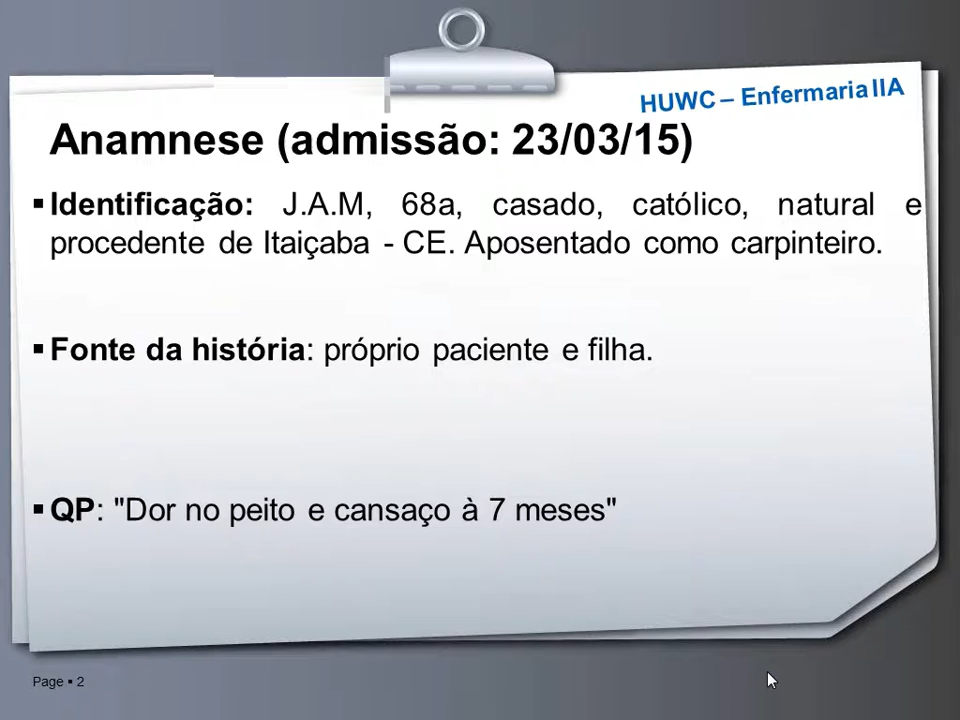 HUWC – Enfermaria IIA
Anamnese (admissão: 23/03/15)
▪Identificação: J.A.M, 68a, casado, católico, natural e
procedente de Itaiçaba - CE. Aposentado como carpinteiro.
▪Fonte da história: próprio paciente e filha.
▪QP: "Dor no peito e cansaço à 7 meses"
Page ▪ 2